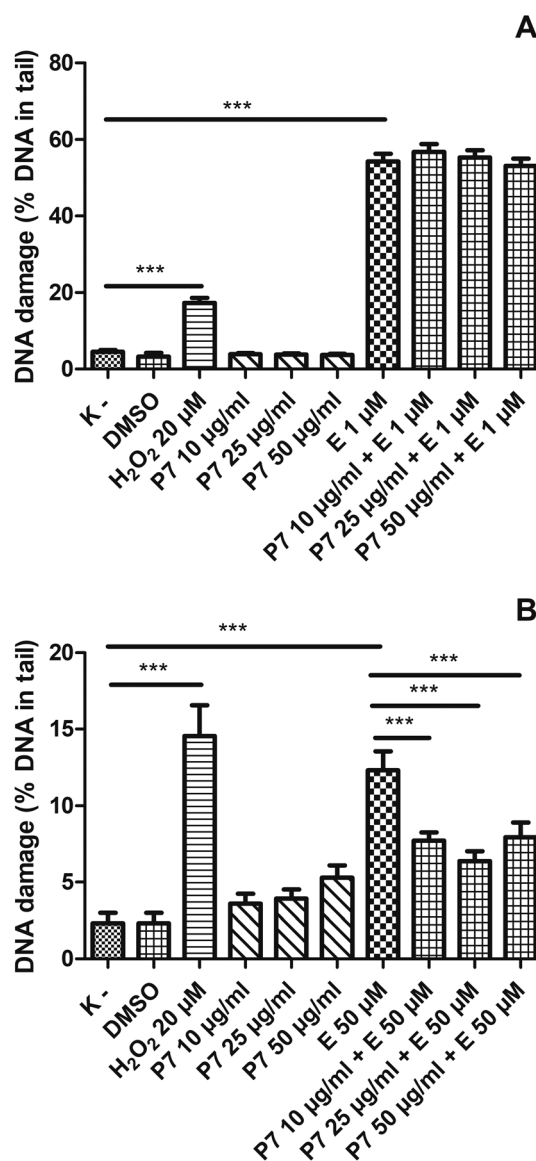 A
DNA damage (% DNA in tail)
80
60
40
20
0
***
***
K -
DMSO
H₂O₂ 20 µM
P7 10 µg/ml
P7 25 µg/ml
P7 50 µg/ml
E 1 µM
P7 10 µg/ml + E 1 µM
P7 25 µg/ml + E 1 µM
P7 50 µg/ml + E 1 µM
B
DNA damage (% DNA in tail)
20
15
10
5
0
***
***
***
***
***
K -
DMSO
H₂O₂ 20 µM
P7 10 µg/ml
P7 25 µg/ml
P7 50 µg/ml
E 50 µM
P7 10 µg/ml + E 50 µM
P7 25 µg/ml + E 50 µM
P7 50 µg/ml + E 50 µM